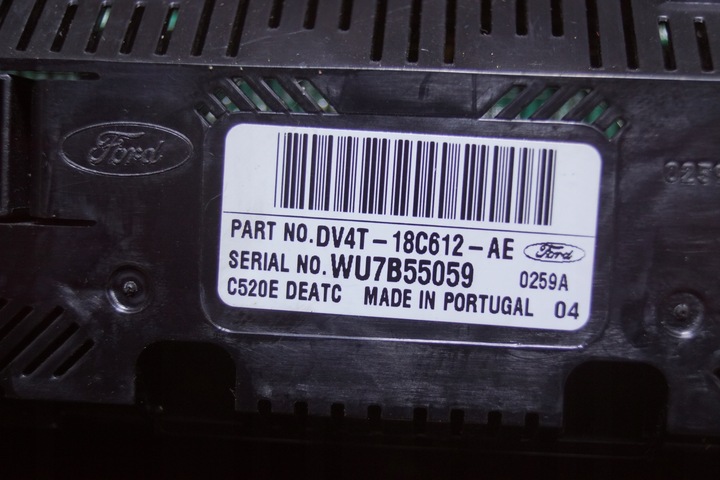 Ford
PART NO. DV4T-18C612-AE Ford
SERIAL NO. WU7B55059 0259A
C520E DEATC MADE IN PORTUGAL 04